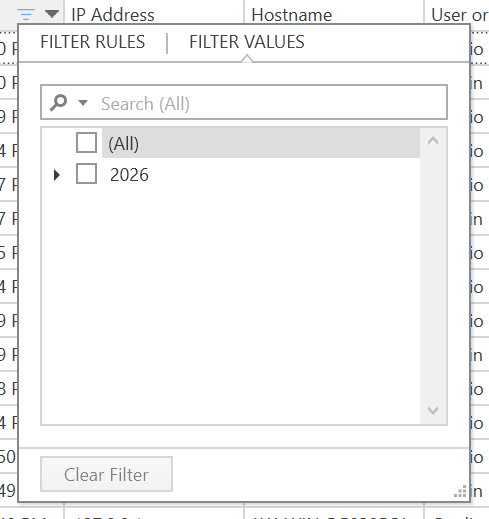 IP Address Hostname User or
FILTER RULES FILTER VALUES
Search (All)
(All)
2026
Clear Filter